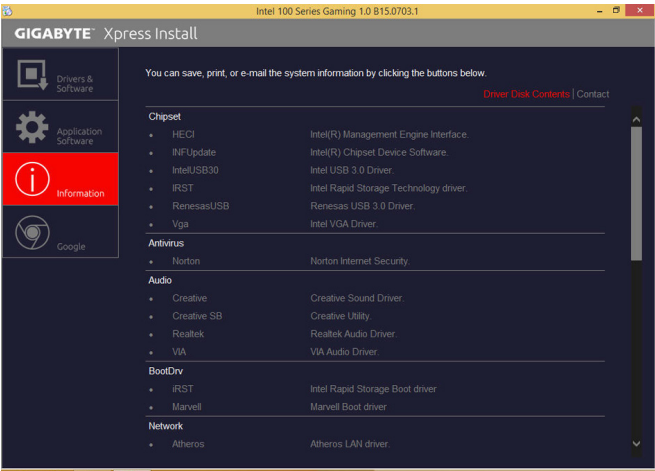 Intel 100 Series Gaming 1.0 B15.0703.1
GIGABYTE™ Xpress Install
Drivers &
Software
Application
Software
Information
Google
You can save, print, or e-mail the system information by clicking the buttons below.
Driver Disk Contents | Contact
Chipset
• HECI Intel(R) Management Engine Interface.
• INFUpdate Intel(R) Chipset Device Software.
• IntelUSB30 Intel USB 3.0 Driver.
• IRST Intel Rapid Storage Technology driver.
• RenesasUSB Renesas USB 3.0 Driver.
• Vga Intel VGA Driver.
Antivirus
• Norton Norton Internet Security.
Audio
• Creative Creative Sound Driver.
• Creative SB Creative Utility.
• Realtek Realtek Audio Driver.
• VIA VIA Audio Driver.
BootDrv
• iRST Intel Rapid Storage Boot driver
• Marvell Marvell Boot driver
Network
• Atheros Atheros LAN driver.